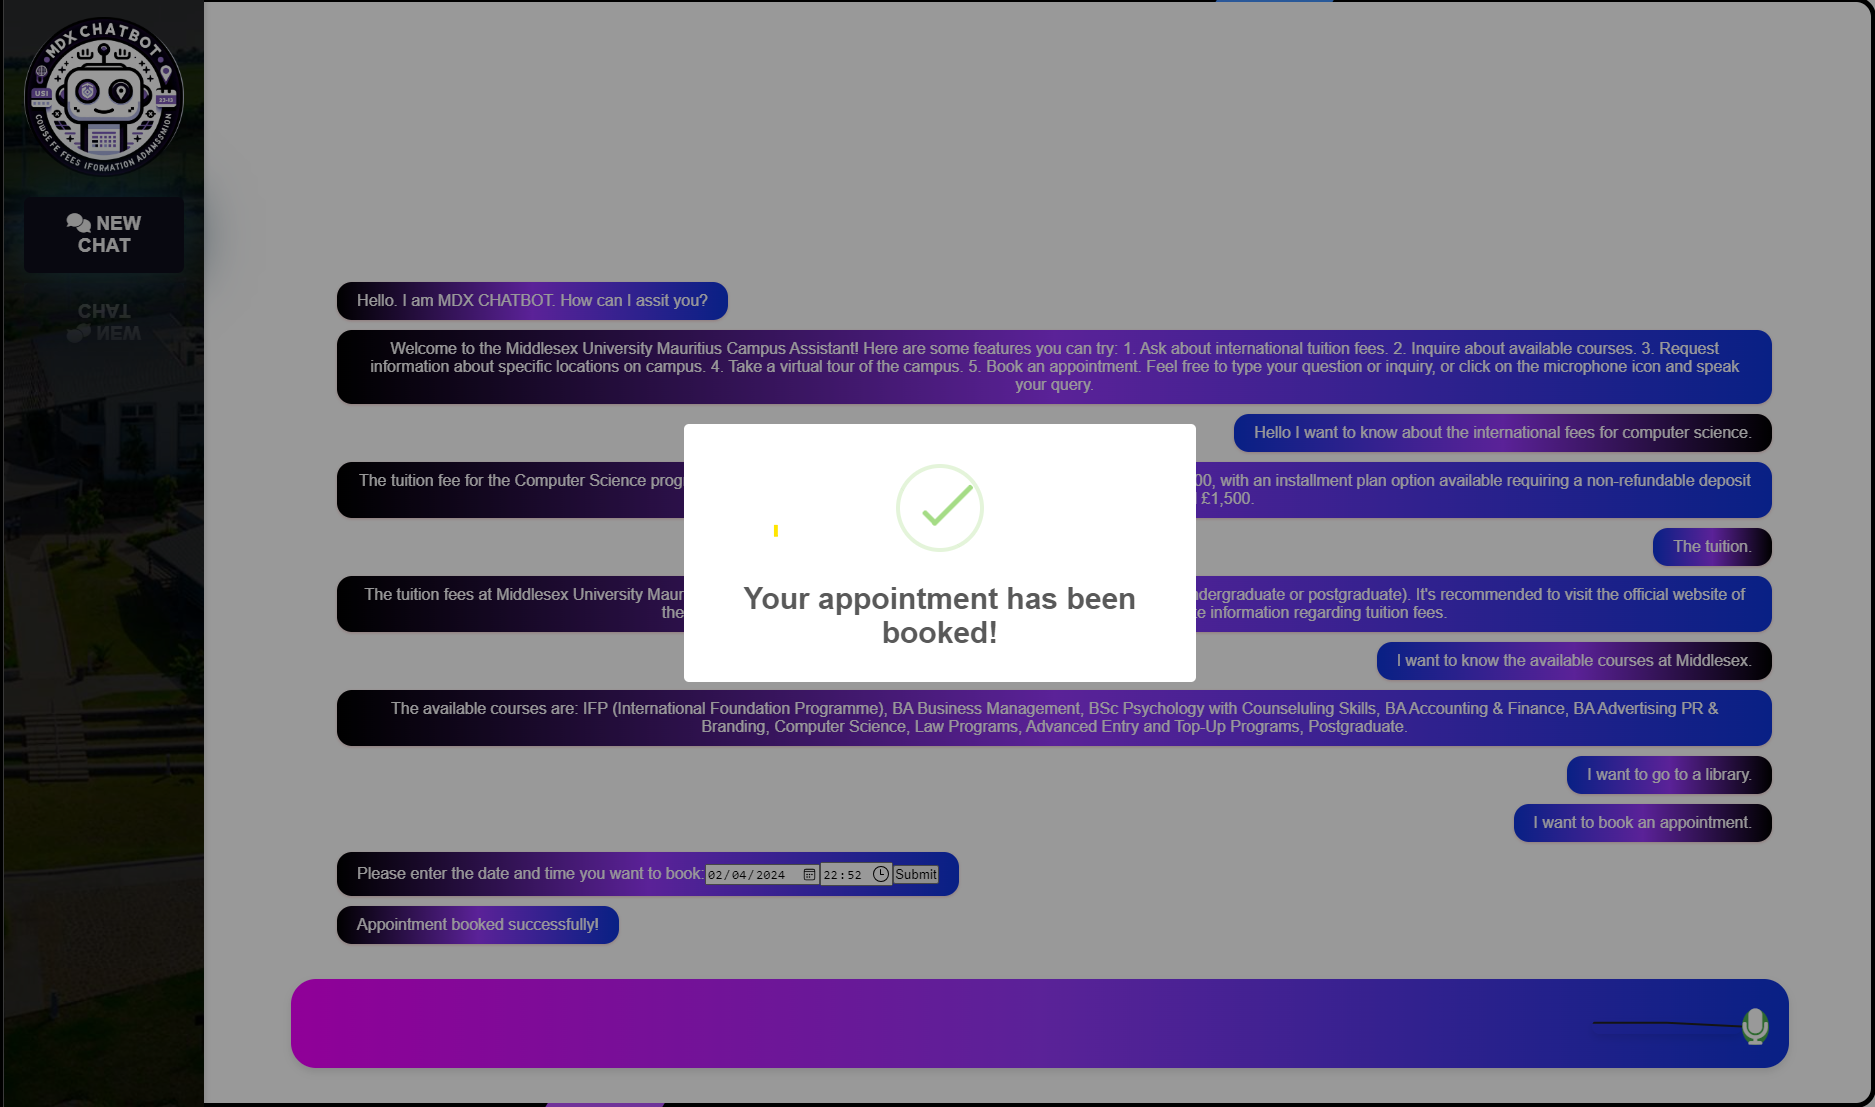 MDX CHATBOT
USI
COWSE FE FEES IFORMATION ADMMSSMION
NEW
CHAT
Hello. I am MDX CHATBOT. How can I assit you?
Welcome to the Middlesex University Mauritius Campus Assistant! Here are some features you can try: 1. Ask about international tuition fees. 2. Inquire about available courses. 3. Request
information about specific locations on campus. 4. Take a virtual tour of the campus. 5. Book an appointment. Feel free to type your question or inquiry, or click on the microphone icon and speak
your query.
Hello I want to know about the international fees for computer science.
The tuition fee for the Computer Science prog 00, with an installment plan option available requiring a non-refundable deposit
£1,500.
The tuition.
The tuition fees at Middlesex University Maur ndergraduate or postgraduate). It's recommended to visit the official website of
the e information regarding tuition fees.
Your appointment has been
booked!
I want to know the available courses at Middlesex.
The available courses are: IFP (International Foundation Programme), BA Business Management, BSc Psychology with Counseluling Skills, BA Accounting & Finance, BA Advertising PR &
Branding, Computer Science, Law Programs, Advanced Entry and Top-Up Programs, Postgraduate.
I want to go to a library.
I want to book an appointment.
Please enter the date and time you want to book: 02/04/2024 22:52 Submit
Appointment booked successfully!